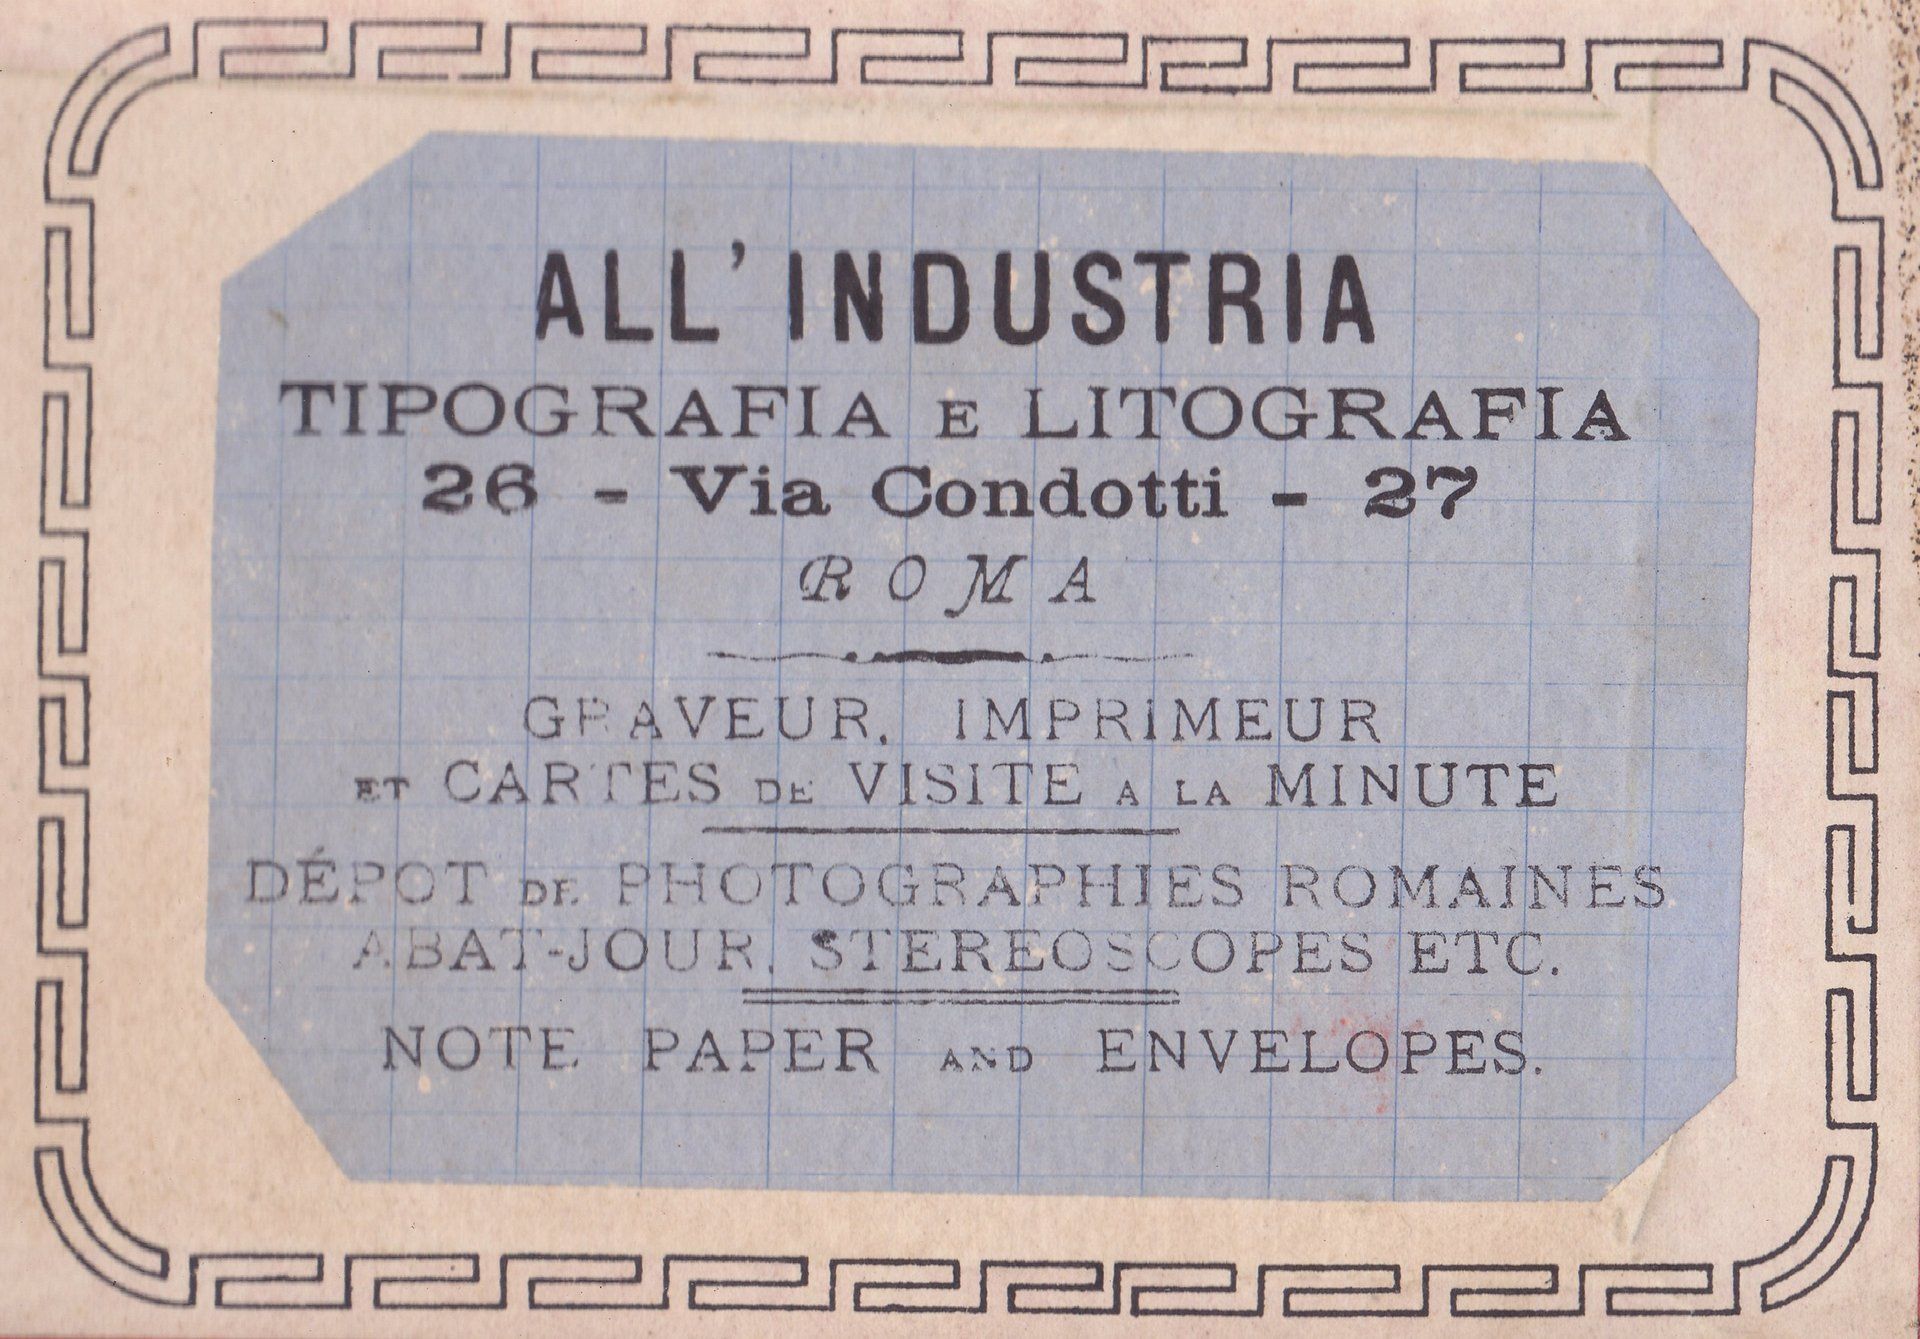 ALL' INDUSTRIA
TIPOGRAFIA E LITOGRAFIA
26 - Via Condotti - 27
ROMA
GRAVEUR, IMPRIMEUR
ET CARTES DE VISITE A LA MINUTE
DÉPOT DE PHOTOGRAPHIES ROMAINES
ABAT-JOUR, STEREOSCOPES ETC.
NOTE PAPER AND ENVELOPES.